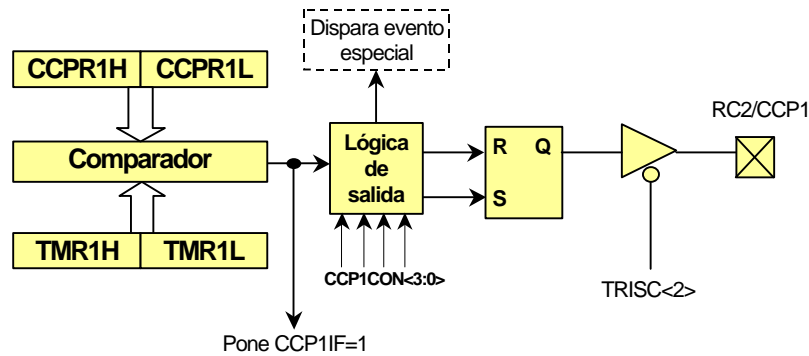 Dispara evento
especial
CCPR1H CCPR1L
RC2/CCP1
Comparador
Lógica
de
salida
R Q
S
TMR1H TMR1L
CCP1CON<3:0>
TRISC<2>
Pone CCP1IF=1